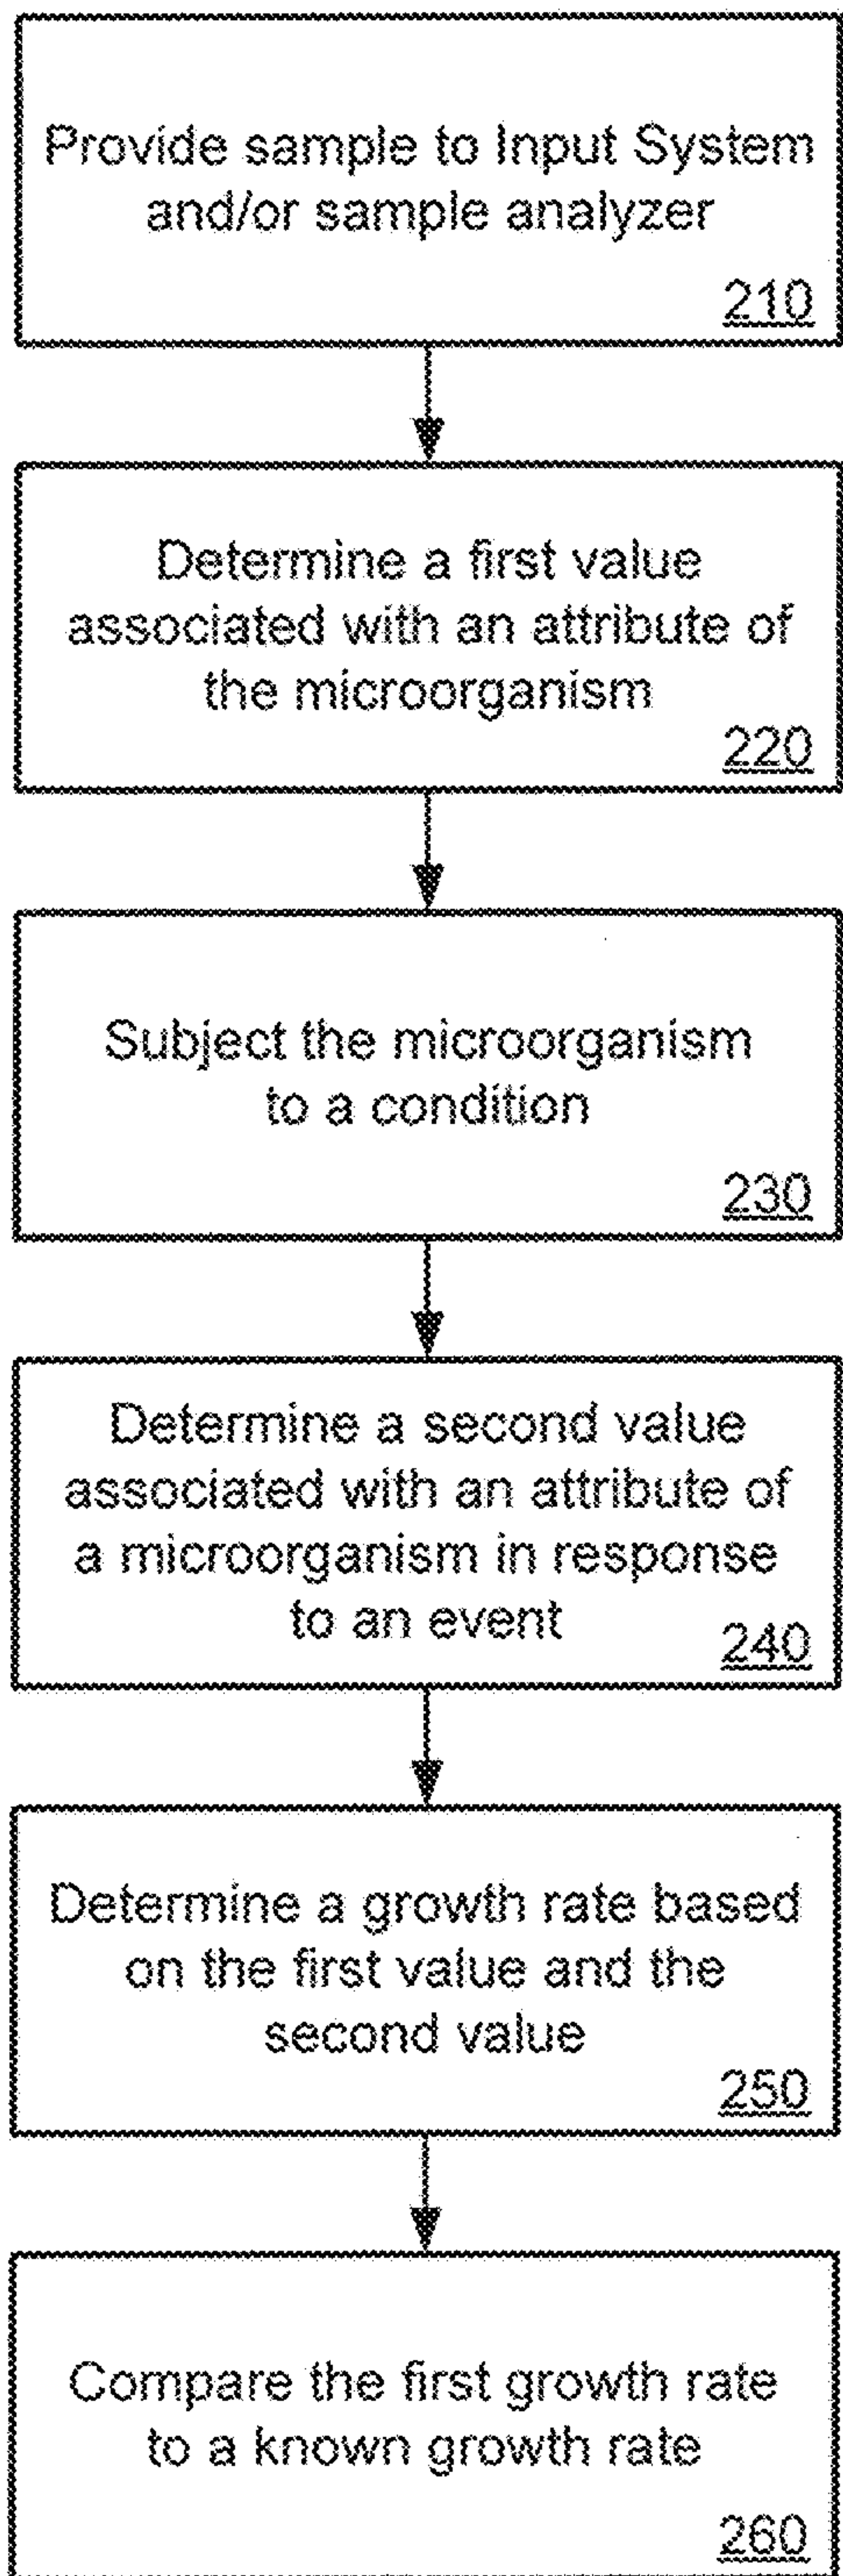 Provide sample to Input System
and/or sample analyzer
210
Determine a first value
associated with an attribute of
the microorganism
220
Subject the microorganism
to a condition
230
Determine a second value
associated with an attribute of
a microorganism in response
to an event
240
Determine a growth rate based
on the first value and the
second value
250
Compare the first growth rate
to a known growth rate
260